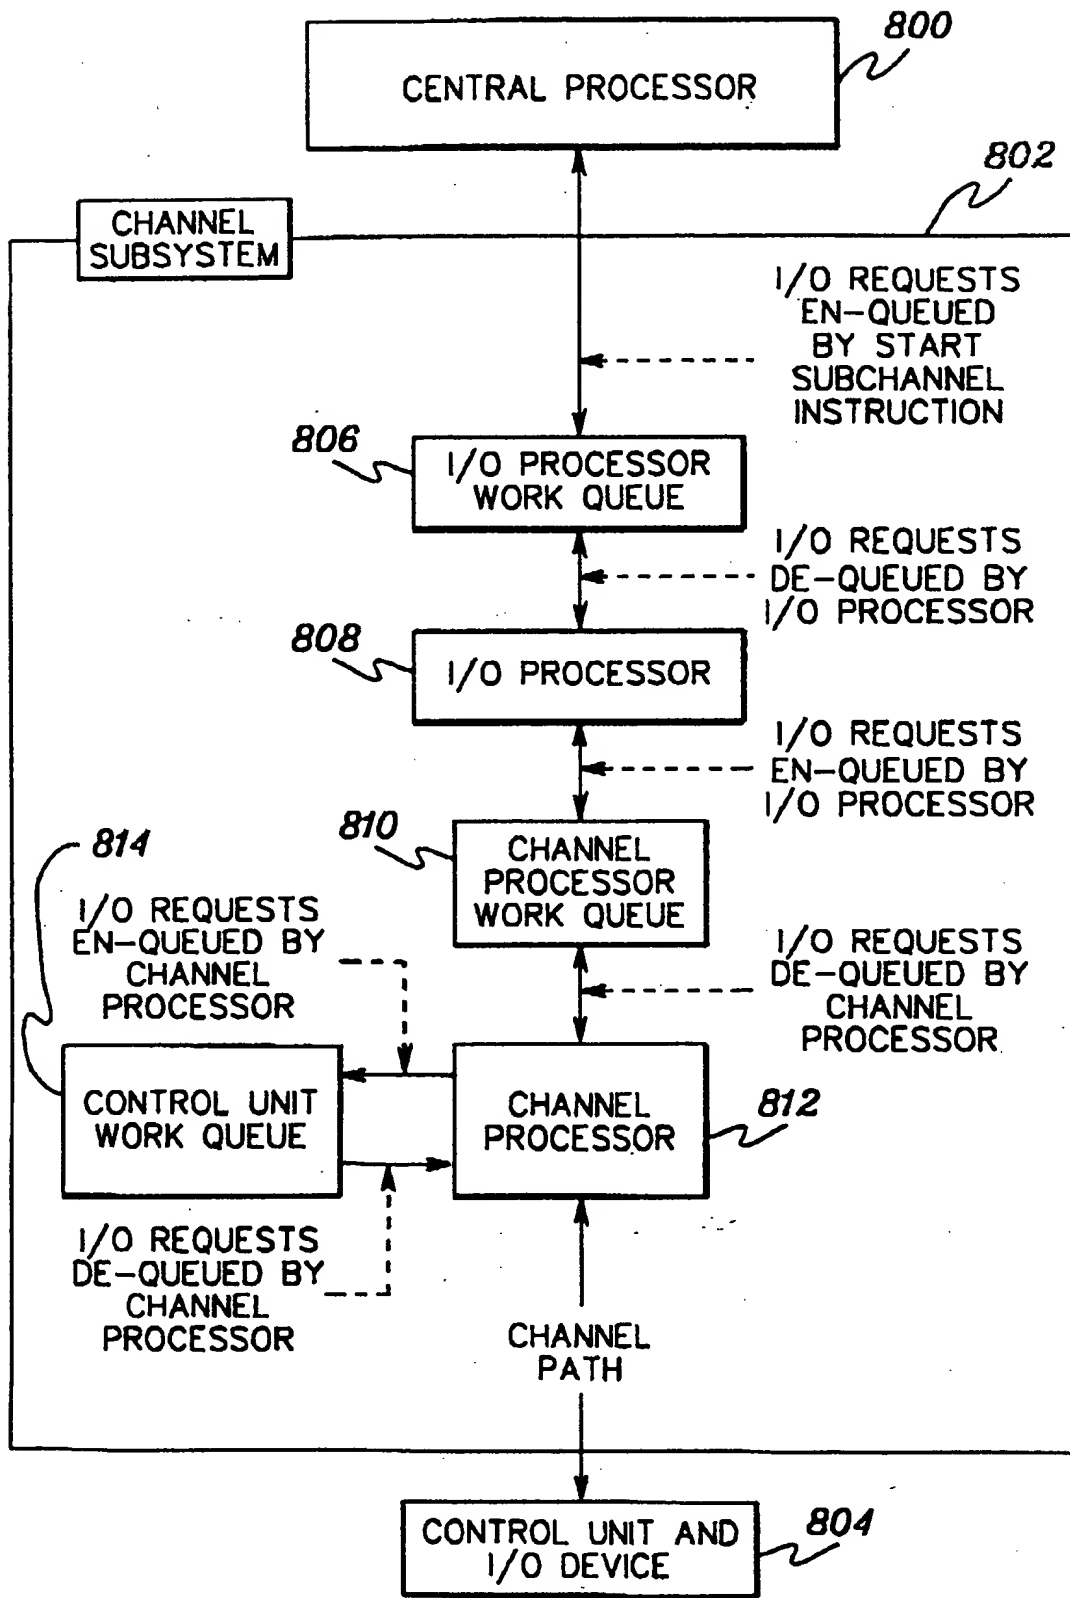 800
CENTRAL PROCESSOR
802
CHANNEL
SUBSYSTEM
I/O REQUESTS
EN-QUEUED
BY START
SUBCHANNEL
INSTRUCTION
806
I/O PROCESSOR
WORK QUEUE
I/O REQUESTS
DE-QUEUED BY
I/O PROCESSOR
808
I/O PROCESSOR
I/O REQUESTS
EN-QUEUED BY
I/O PROCESSOR
810
CHANNEL
PROCESSOR
WORK QUEUE
814
I/O REQUESTS
EN-QUEUED BY
CHANNEL
PROCESSOR
I/O REQUESTS
DE-QUEUED BY
CHANNEL
PROCESSOR
CONTROL UNIT
WORK QUEUE
CHANNEL
PROCESSOR
812
I/O REQUESTS
DE-QUEUED BY
CHANNEL
PROCESSOR
CHANNEL
PATH
CONTROL UNIT AND
I/O DEVICE
804